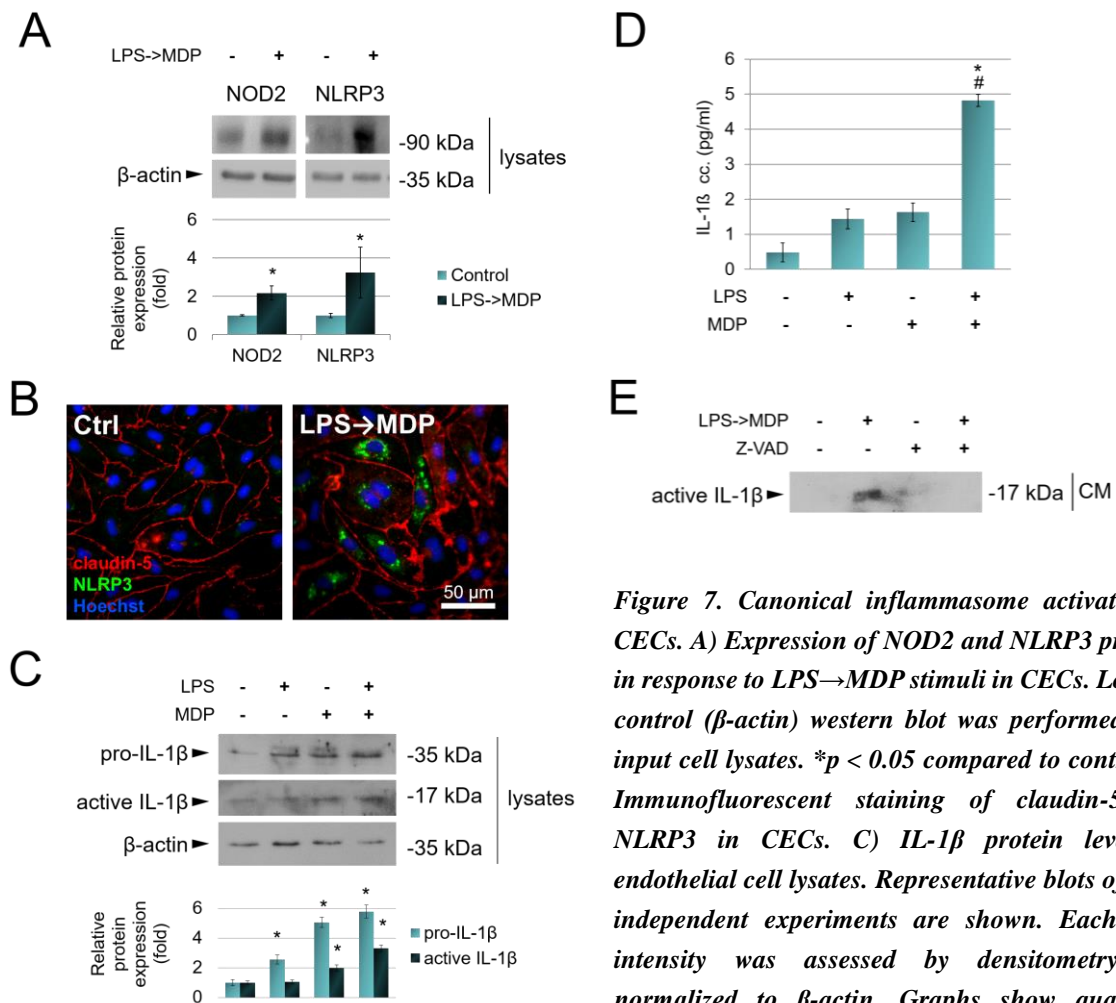 A
LPS->MDP - +
NOD2 NLRP3
-90 kDa
β-actin
-35 kDa
lysates
Relative protein expression (fold)
6
4
2
0
* *
Control
LPS->MDP
NOD2 NLRP3
B
Ctrl
LPS→MDP
claudin-5
NLRP3
Hoechst
50 µm
C
LPS - + - +
MDP - - + +
pro-IL-1β -35 kDa
active IL-1β -17 kDa
β-actin -35 kDa
lysates
Relative protein expression (fold)
6
4
2
0
* * * * *
pro-IL-1β
active IL-1β
D
IL-1ß cc. (pg/ml)
6
5
4
3
2
1
0
*
#
LPS - + - +
MDP - - + +
E
LPS->MDP - + - +
Z-VAD - - + +
active IL-1β -17 kDa CM
Figure 7. Canonical inflammasome
CECs. A) Expression of NOD2 and NLRP3
in response to LPS→MDP stimuli in CECs.
control (β-actin) western blot was performed
input cell lysates. *p < 0.05 compared to
Immunofluorescent staining of claudin-5
NLRP3 in CECs. C) IL-1β protein
endothelial cell lysates. Representative blots
independent experiments are shown. Each
intensity was assessed by densitometry
normalized to β-actin. Graphs show